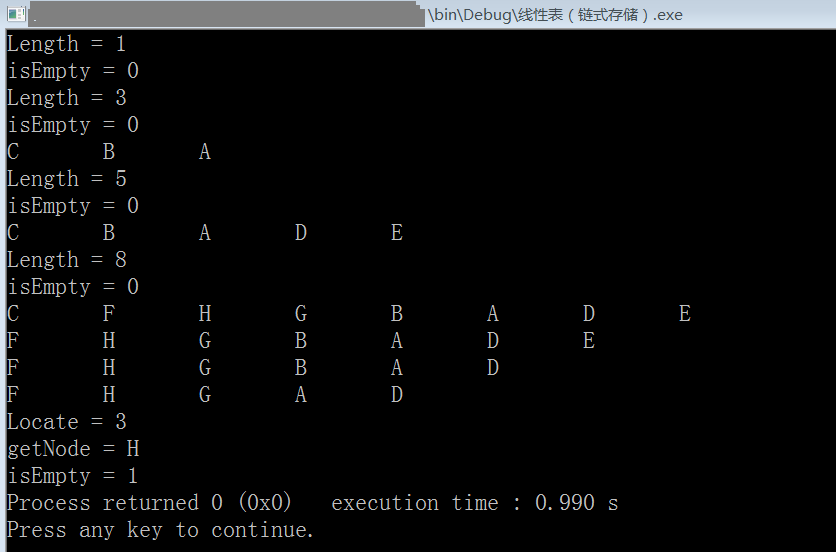 \bin\Debug\线性表（链式存储）.exe
Length = 1
isEmpty = 0
Length = 3
isEmpty = 0
C B A
Length = 5
isEmpty = 0
C B A D E
Length = 8
isEmpty = 0
C F H G B A D E
F H G B A D E
F H G B A D
F H G A D
Locate = 3
getNode = H
isEmpty = 1
Process returned 0 (0x0) execution time : 0.990 s
Press any key to continue.